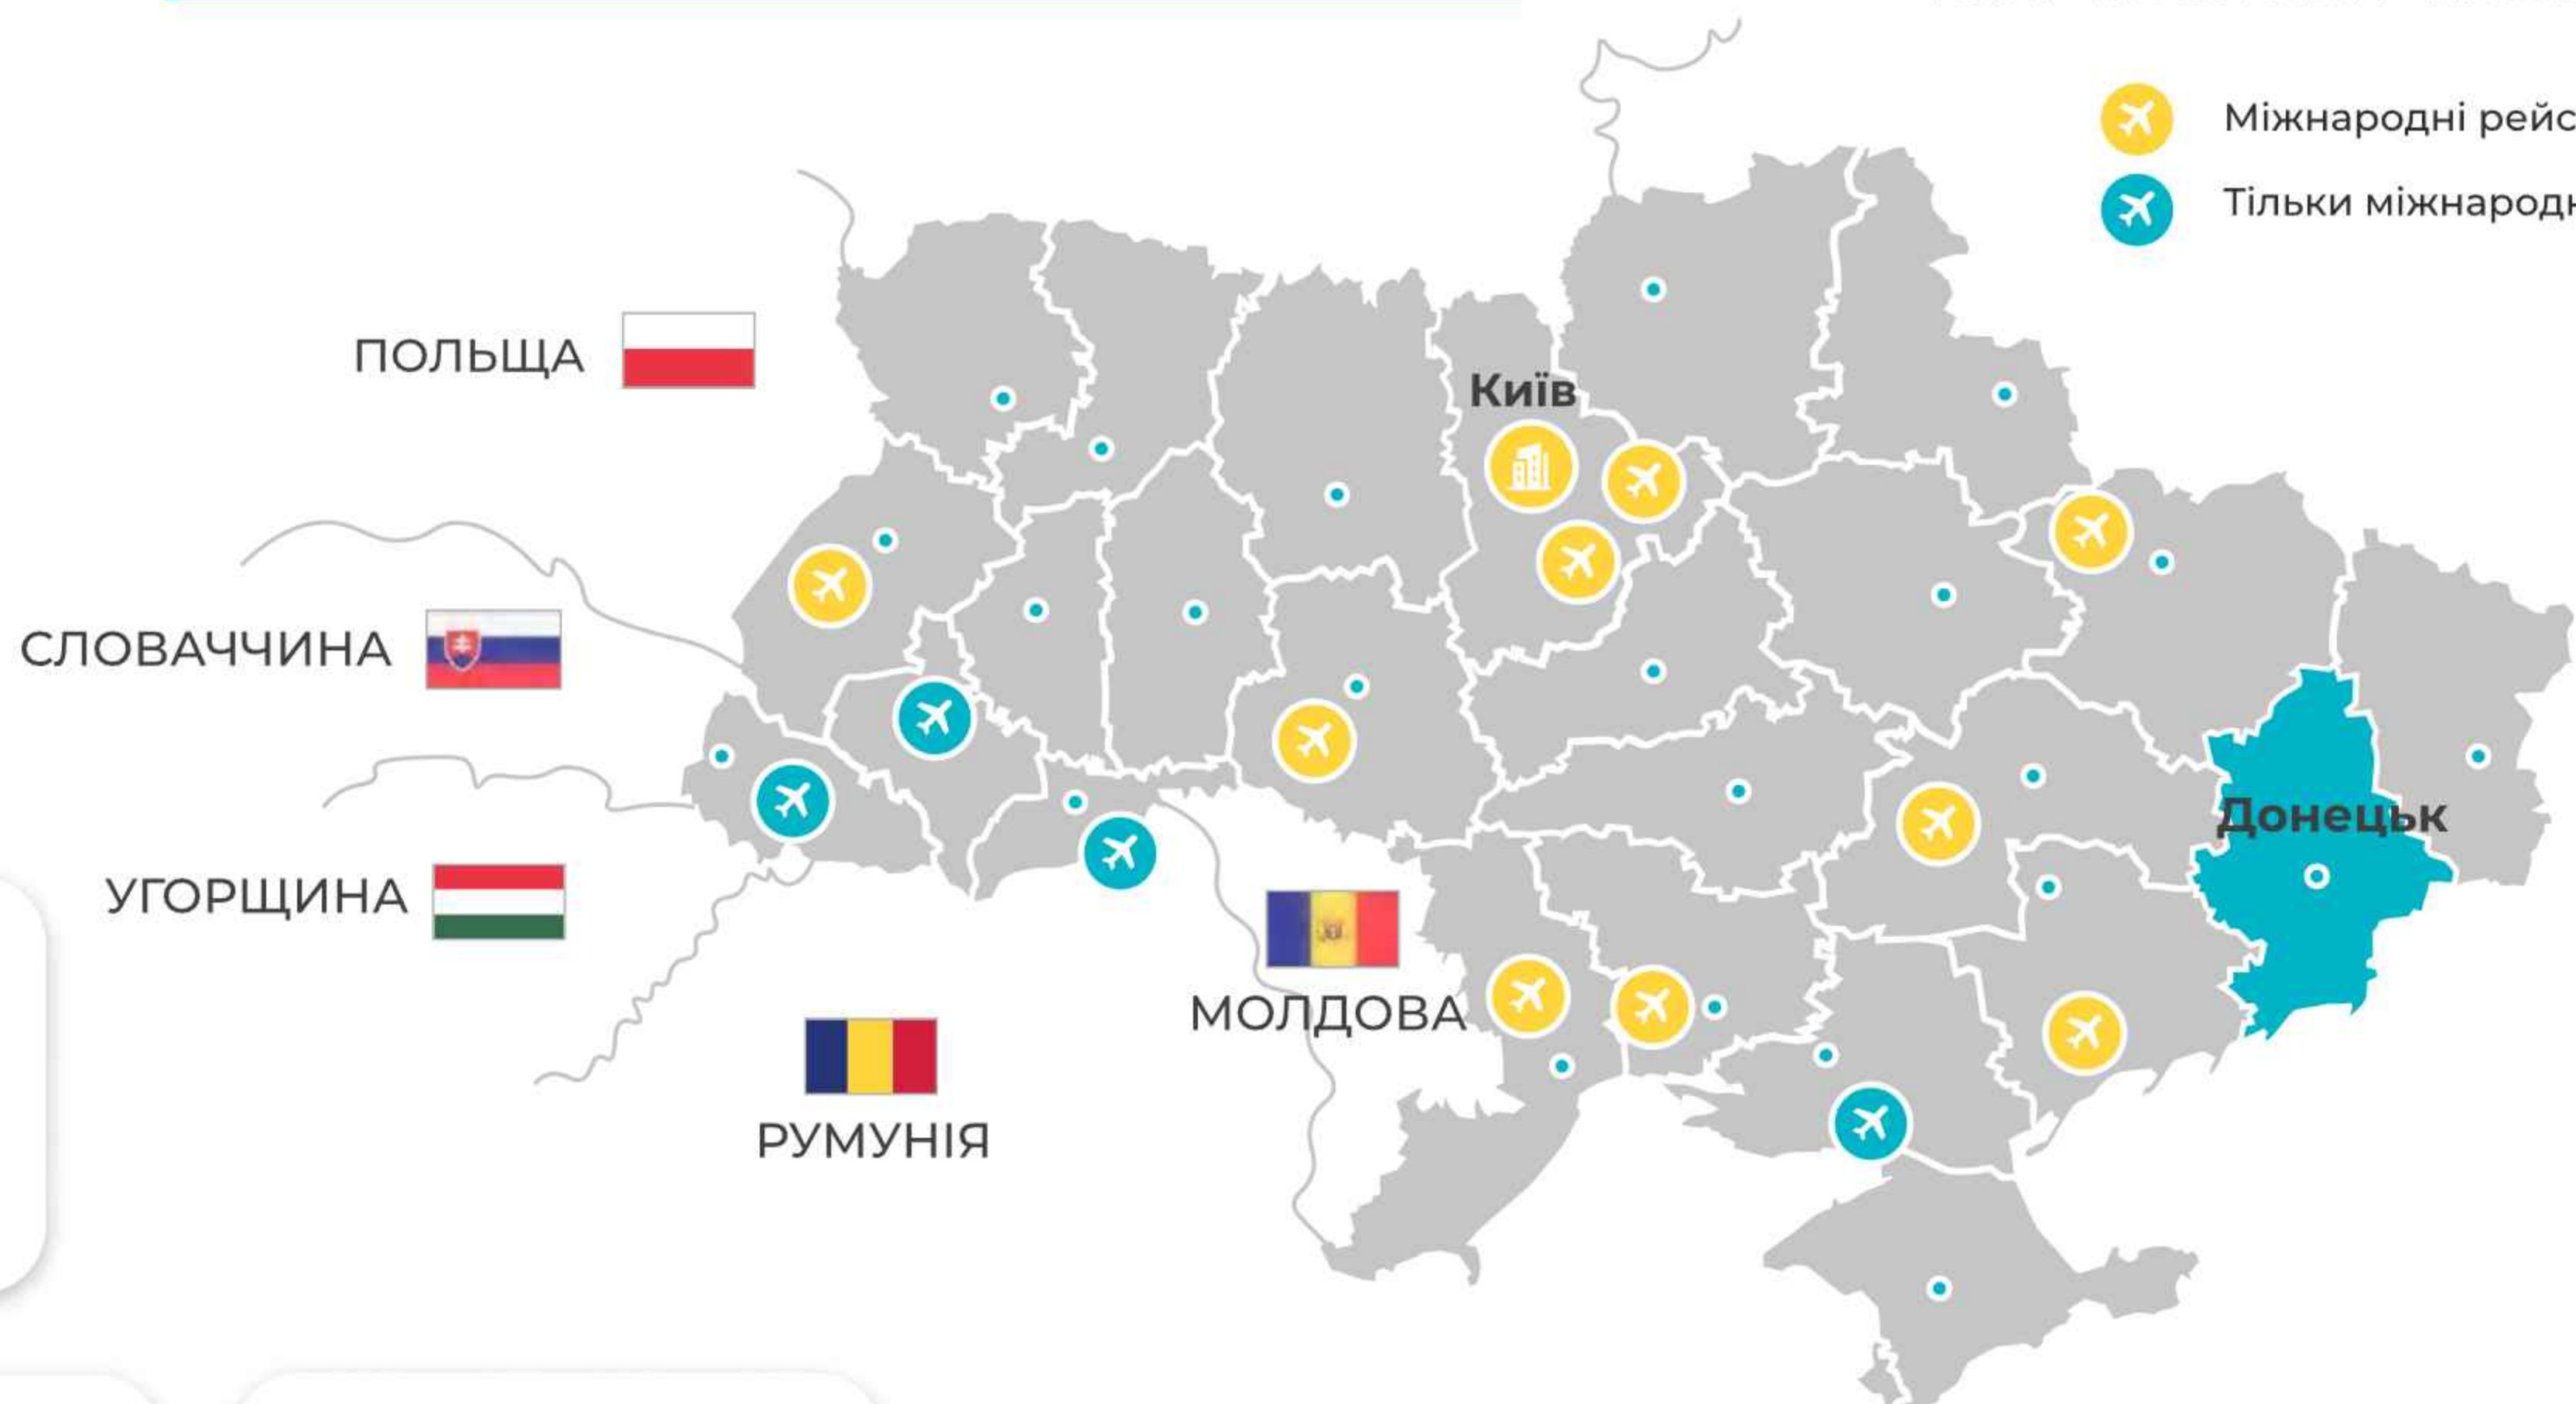 Міжнародні рейс
Тільки міжнародн
ПОЛЬЩА
Київ
СЛОВАЧЧИНА
Донецьк
УГОРЩИНА
МОЛДОВА
РУМУНІЯ